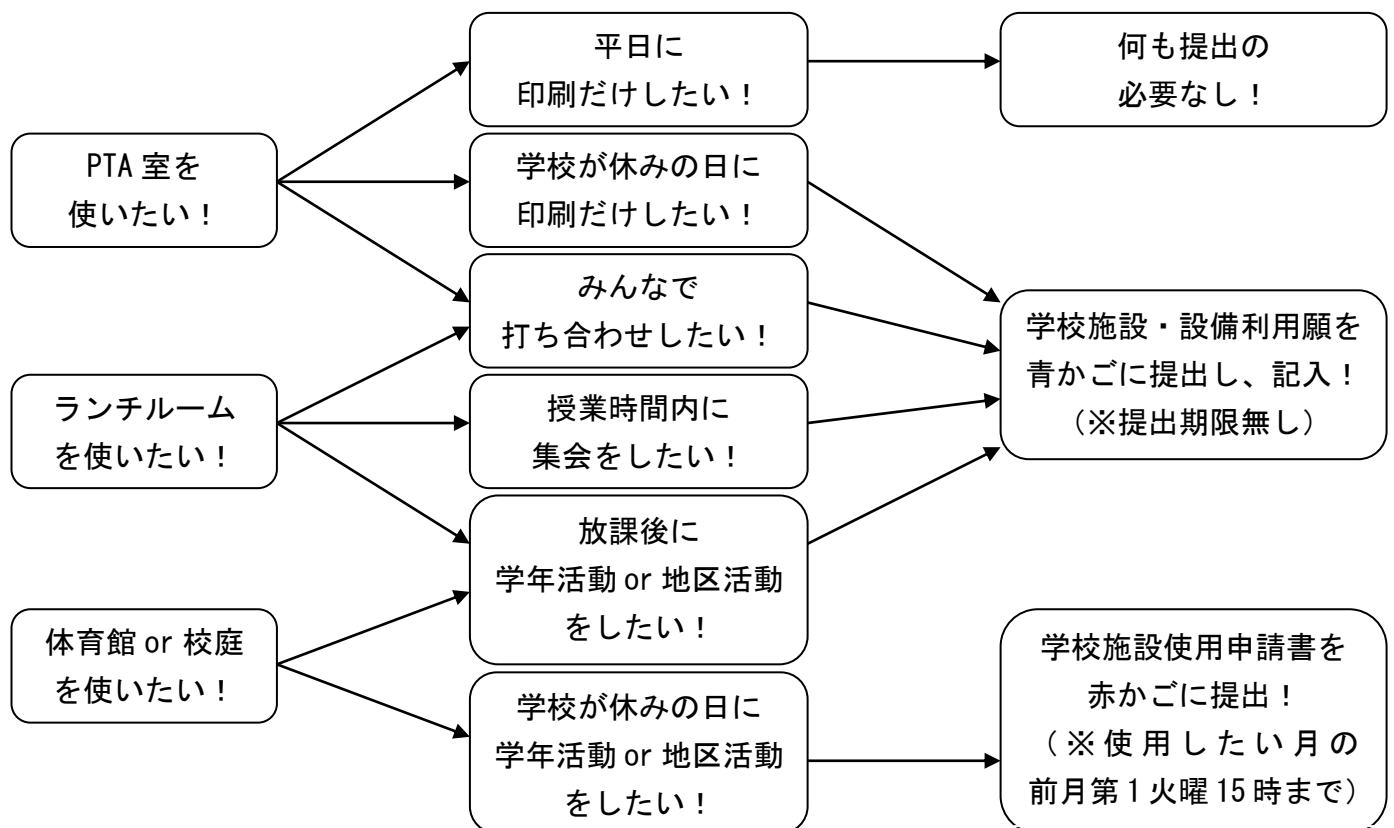 PTA 室を
使いたい！
ランチルーム
を使いたい！
体育館 or 校庭
を使いたい！
平日に
印刷だけしたい！
学校が休みの日に
印刷だけしたい！
みんなで
打ち合わせしたい！
授業時間内に
集会をしたい！
放課後に
学年活動 or 地区活動
をしたい！
学校が休みの日に
学年活動 or 地区活動
をしたい！
何も提出の
必要なし！
学校施設・設備利用願を
青かごに提出し、記入！
（※提出期限無し）
学校施設使用申請書を
赤かごに提出！
（※使用したい月の
前月第1火曜15時まで）